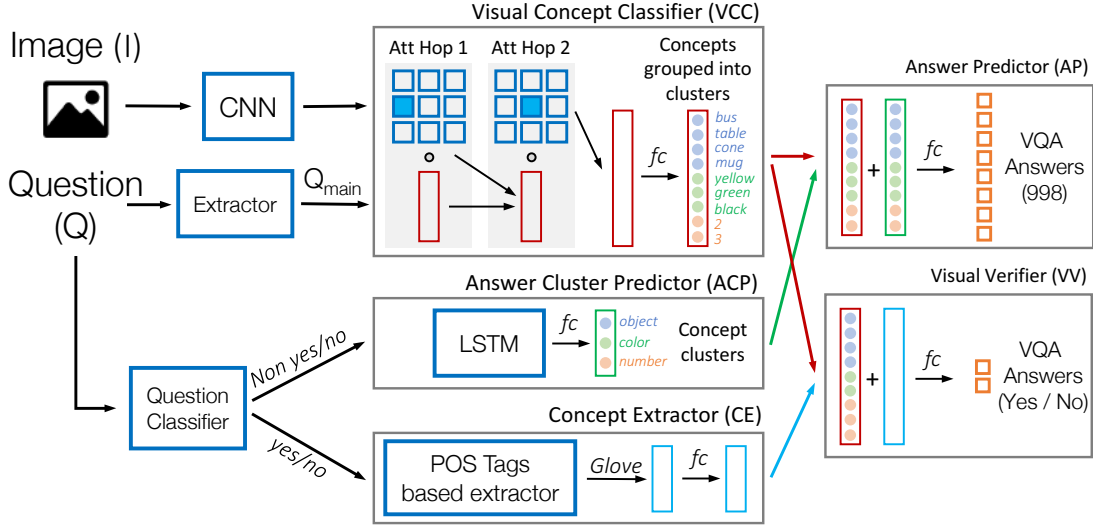 Visual Concept Classifier (VCC)
Image (I)
CNN
Att Hop 1
Att Hop 2
Concepts
grouped into
clusters
fc
bus
table
cone
mug
yellow
green
black
2
3
Question
(Q)
Extractor
Qmain
Answer Predictor (AP)
+
fc
VQA
Answers
(998)
Answer Cluster Predictor (ACP)
LSTM
fc
object
color
number
Concept
clusters
Visual Verifier (VV)
+
fc
VQA
Answers
(Yes / No)
Question
Classifier
Non yes/no
yes/no
Concept Extractor (CE)
POS Tags
based extractor
Glove
fc